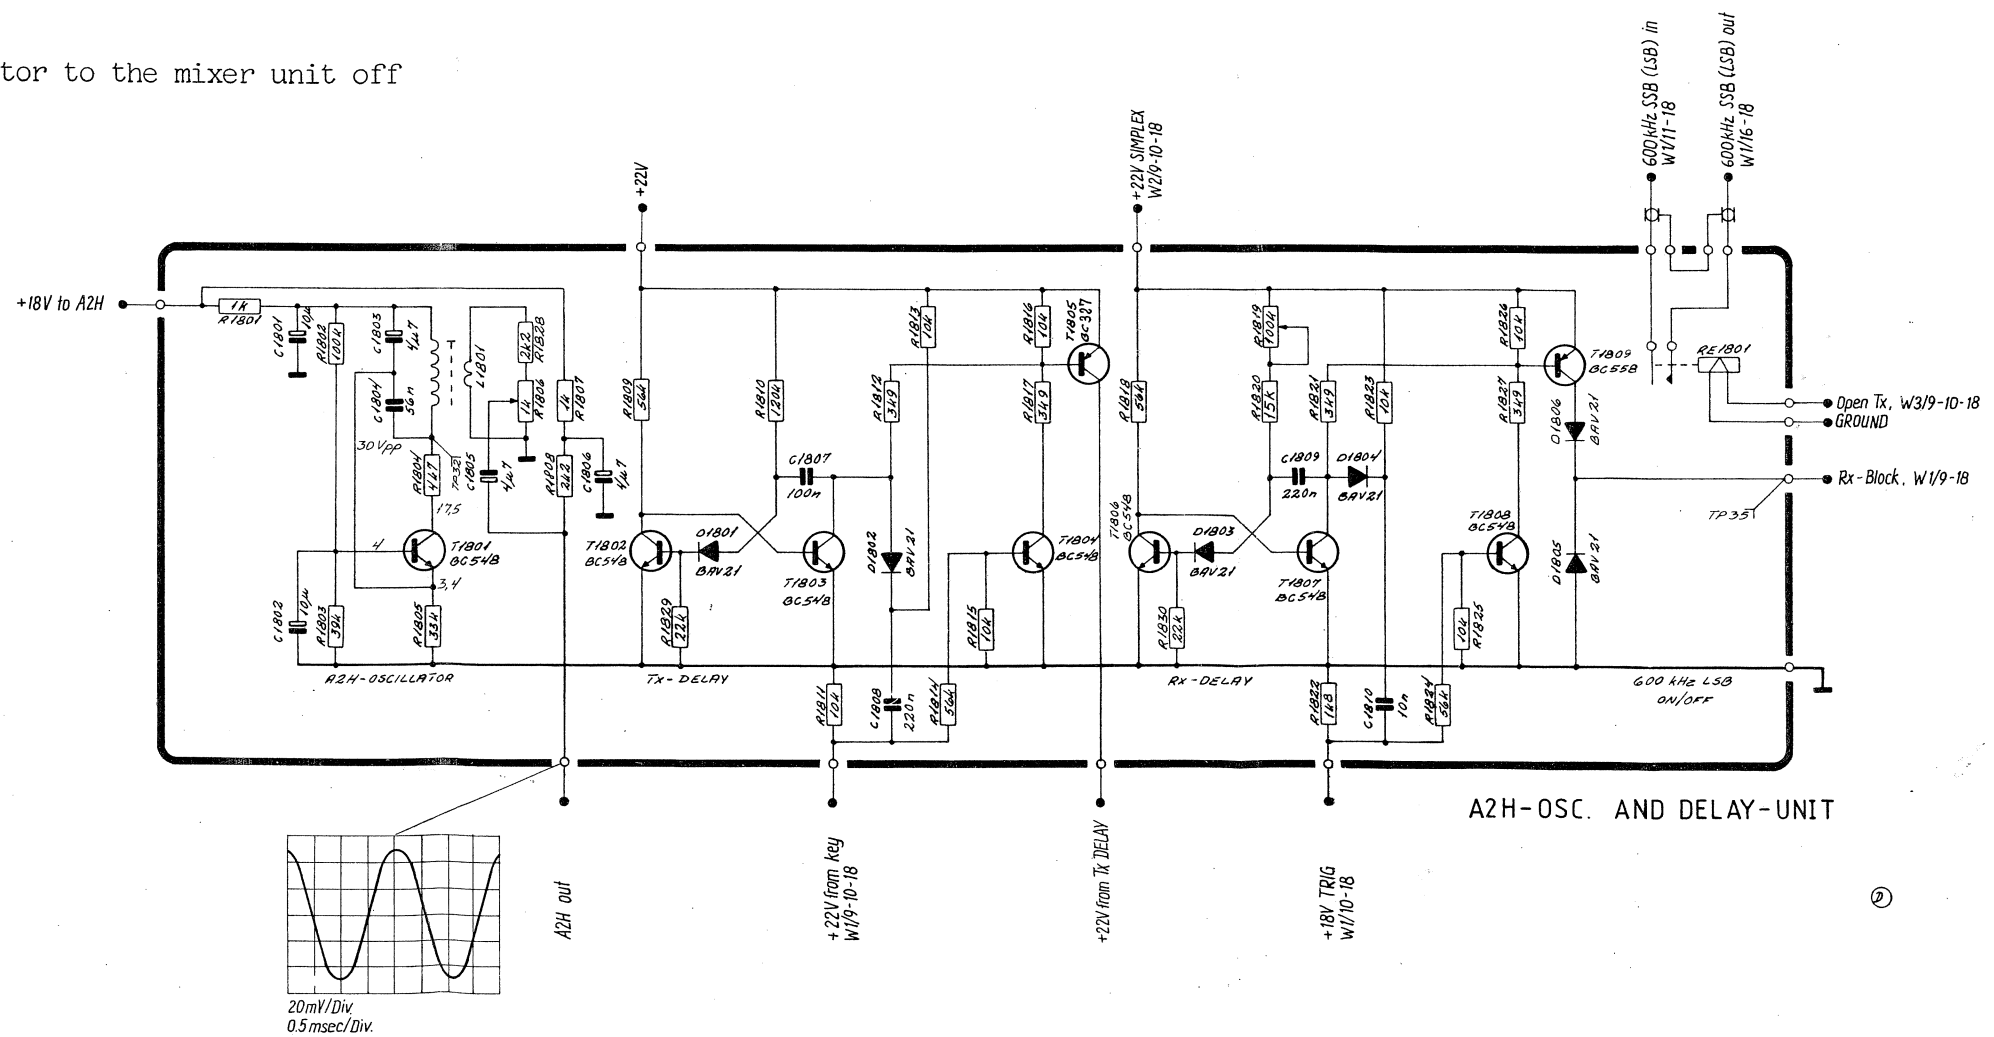 tor to the mixer unit off
600kHz SSB (LSB) in
W1/11-18
600kHz SSB (LSB) out
W1/16-18
+22V
+22V SIMPLEX
W2/9-10-18
+18V to A2H
1k
R1801
C1801
10µ
R1802
100k
C1803
4µ7
C1804
56n
L1801
2k2
R1828
1k
R1806
1k
R1807
30Vpp
R1804
4k7
TP32
C1805
4µ7
R1808
2k2
C1806
4µ7
17,5
4
T1801
BC548
3,4
C1802
10µ
R1803
39k
R1805
33k
A2H-OSCILLATOR
R1809
56k
R1810
120k
R1812
3k9
R1813
10k
R1816
10k
T1805
BC327
R1817
3k9
C1807
100n
T1802
BC548
D1801
BAV21
T1803
BC548
D1802
BAV21
T1804
BC548
R1829
22k
R1815
10k
TX-DELAY
R1811
10k
C1808
220n
R1814
56k
R1818
56k
R1819
100k
R1820
15k
R1821
3k9
R1823
10k
R1826
10k
T1809
BC558
R1827
3k9
C1809
220n
D1804
BAV21
T1806
BC548
D1803
BAV21
T1807
BC548
T1808
BC548
D1806
BAV21
D1805
BAV21
R1830
22k
10k
R1825
RX-DELAY
R1822
1k8
C1810
10n
R1824
56k
RE1801
Open Tx, W3/9-10-18
GROUND
Rx-Block, W1/9-18
TP35
600 kHz LSB
ON/OFF
A2H-OSC. AND DELAY-UNIT
A2H out
+22V from key
W1/9-10-18
+22V from Tx DELAY
+18V TRIG
W1/10-18
20mV/Div.
0.5msec/Div.
D